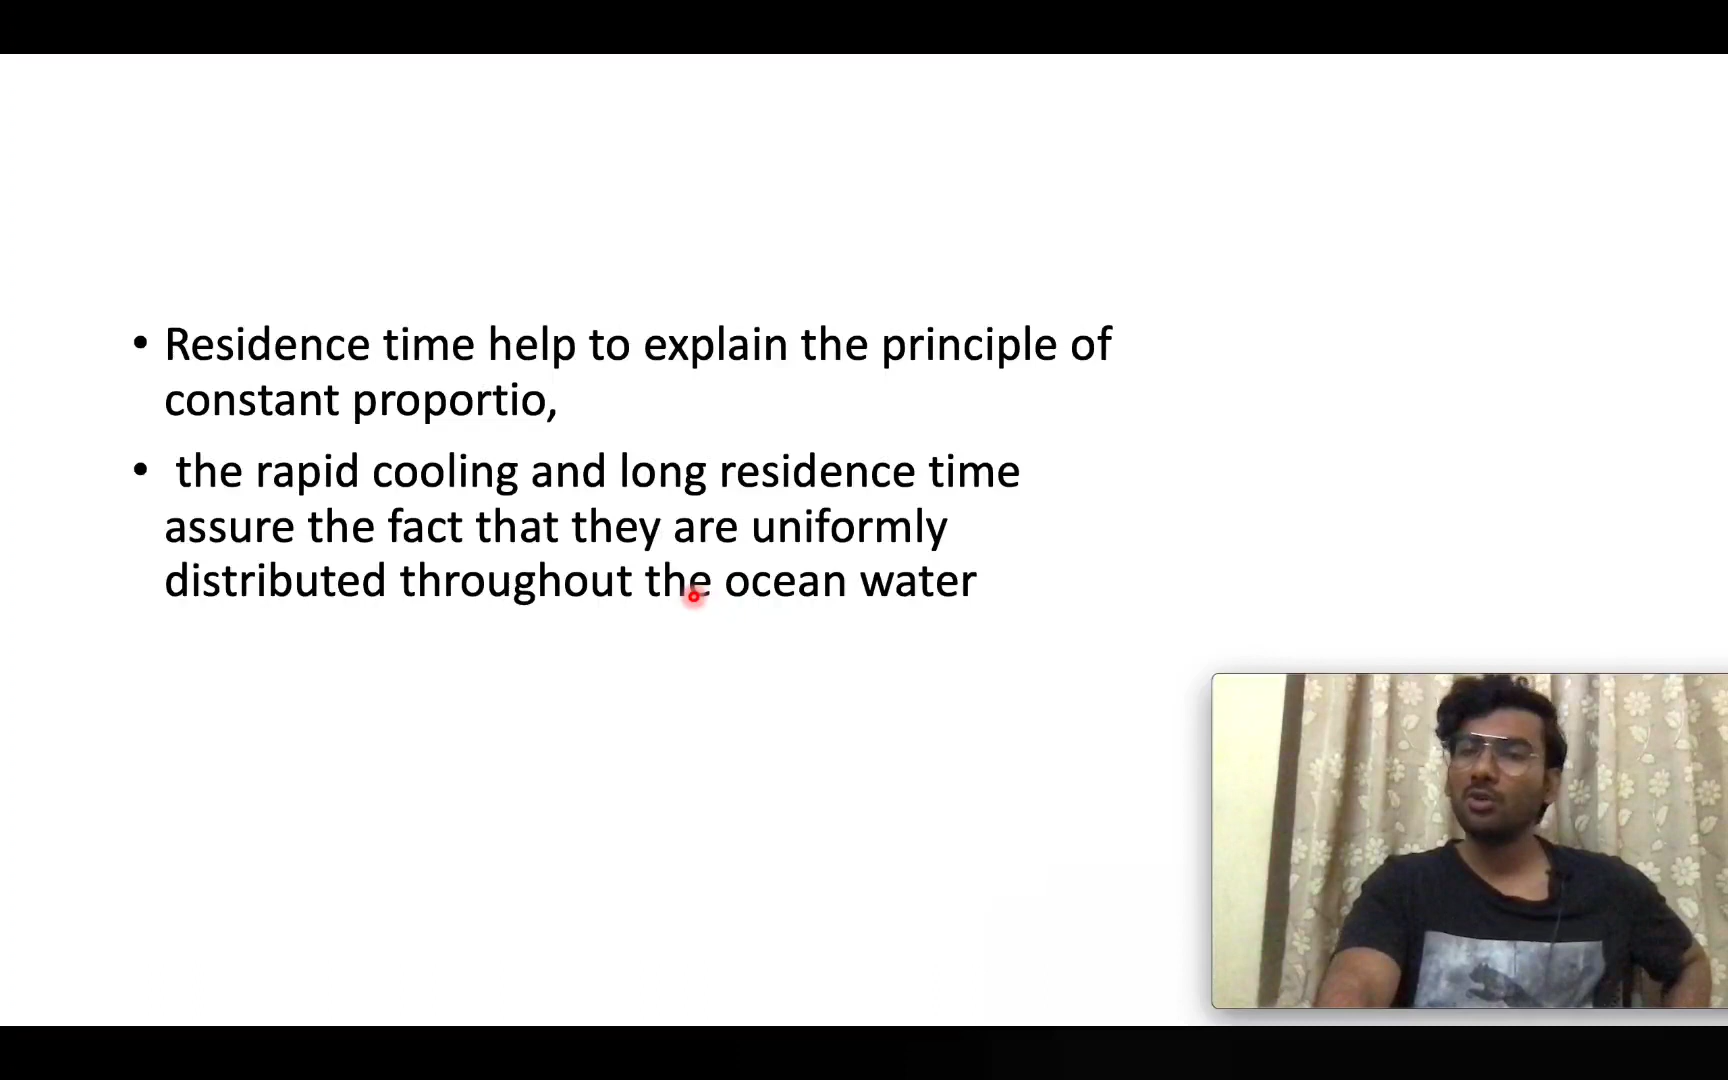 • Residence time help to explain the principle of
constant proportio,
• the rapid cooling and long residence time
assure the fact that they are uniformly
distributed throughout the ocean water